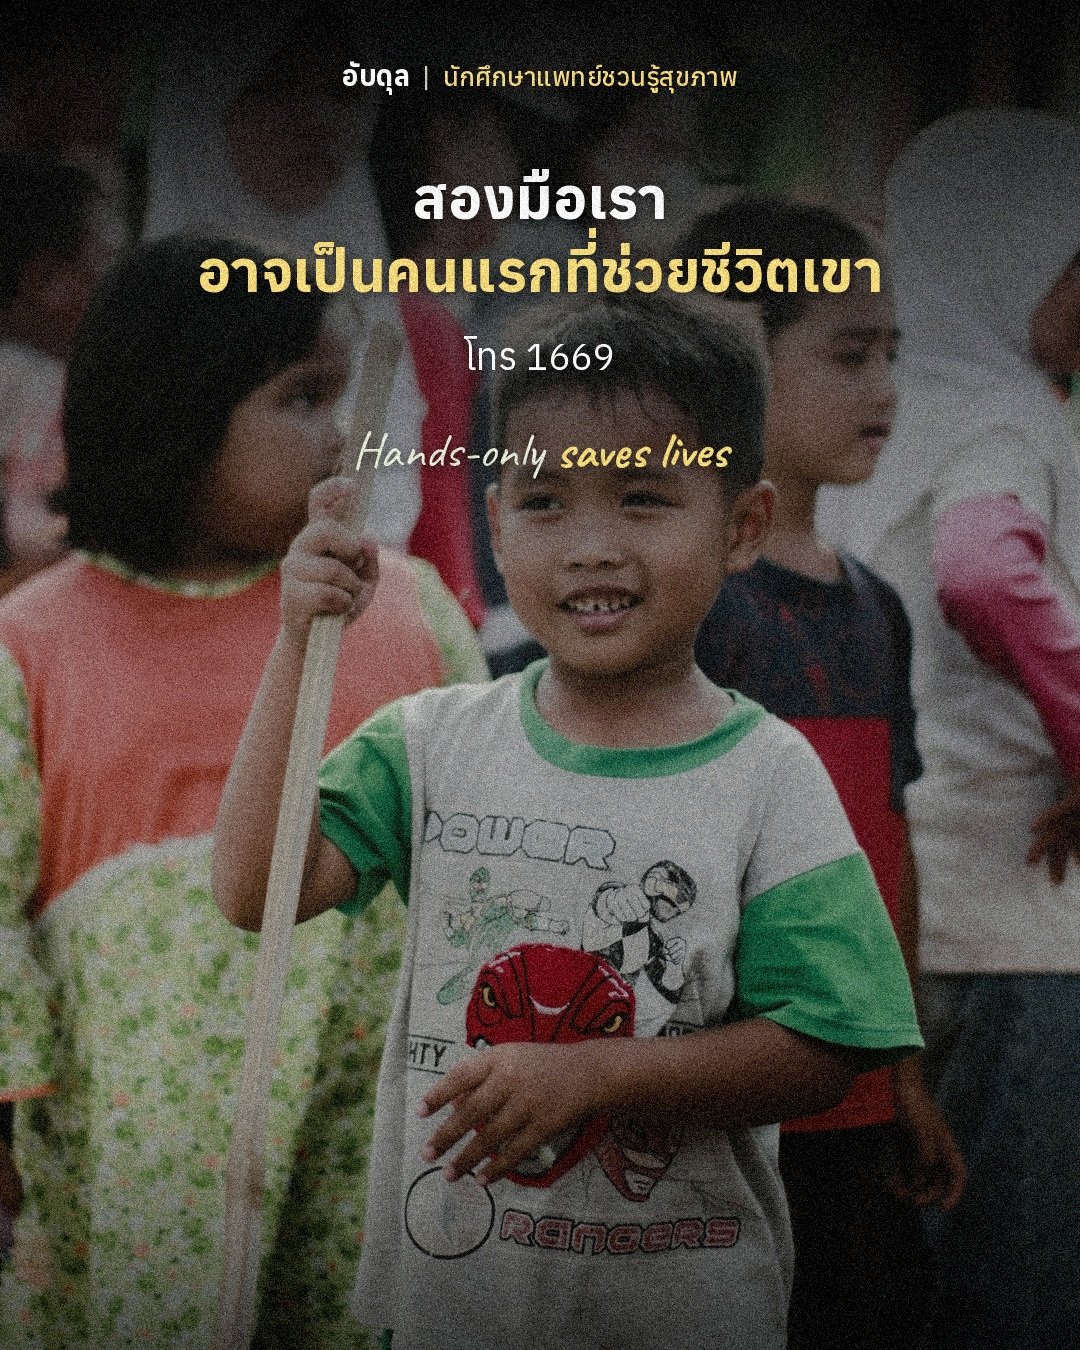 อับดุล | นักศึกษาแพทย์ชวนรู้สุขภาพ
สองมือเรา
อาจเป็นคนแรกที่ช่วยชีวิตเขา
โทร 1669
Hands-only saves lives
POWER
HTY
RANGERS